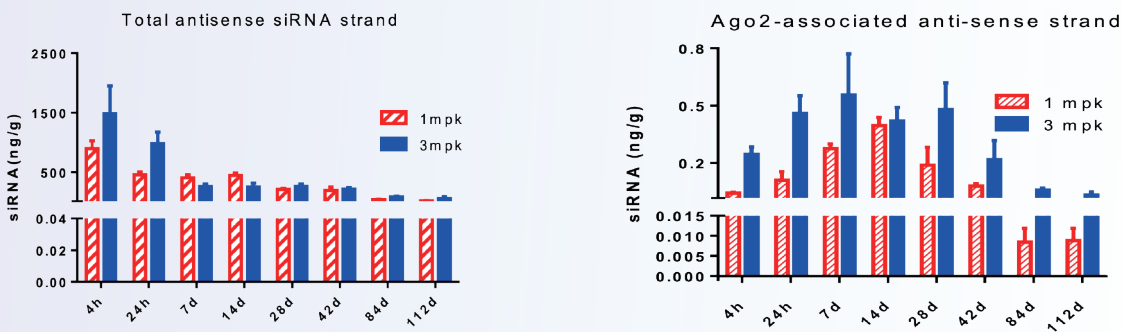 Total antisense siRNA strand
siRNA(ng/g)
2500
1500
500
0.04
0.02
0.00
1mpk
3mpk
4h 24h 7d 14d 28d 42d 84d 112d
Ago2-associated anti-sense strand
siRNA (ng/g)
0.8
0.5
0.2
0.015
0.010
0.005
0.000
1 mpk
3 mpk
4h 24h 7d 14d 28d 42d 84d 112d